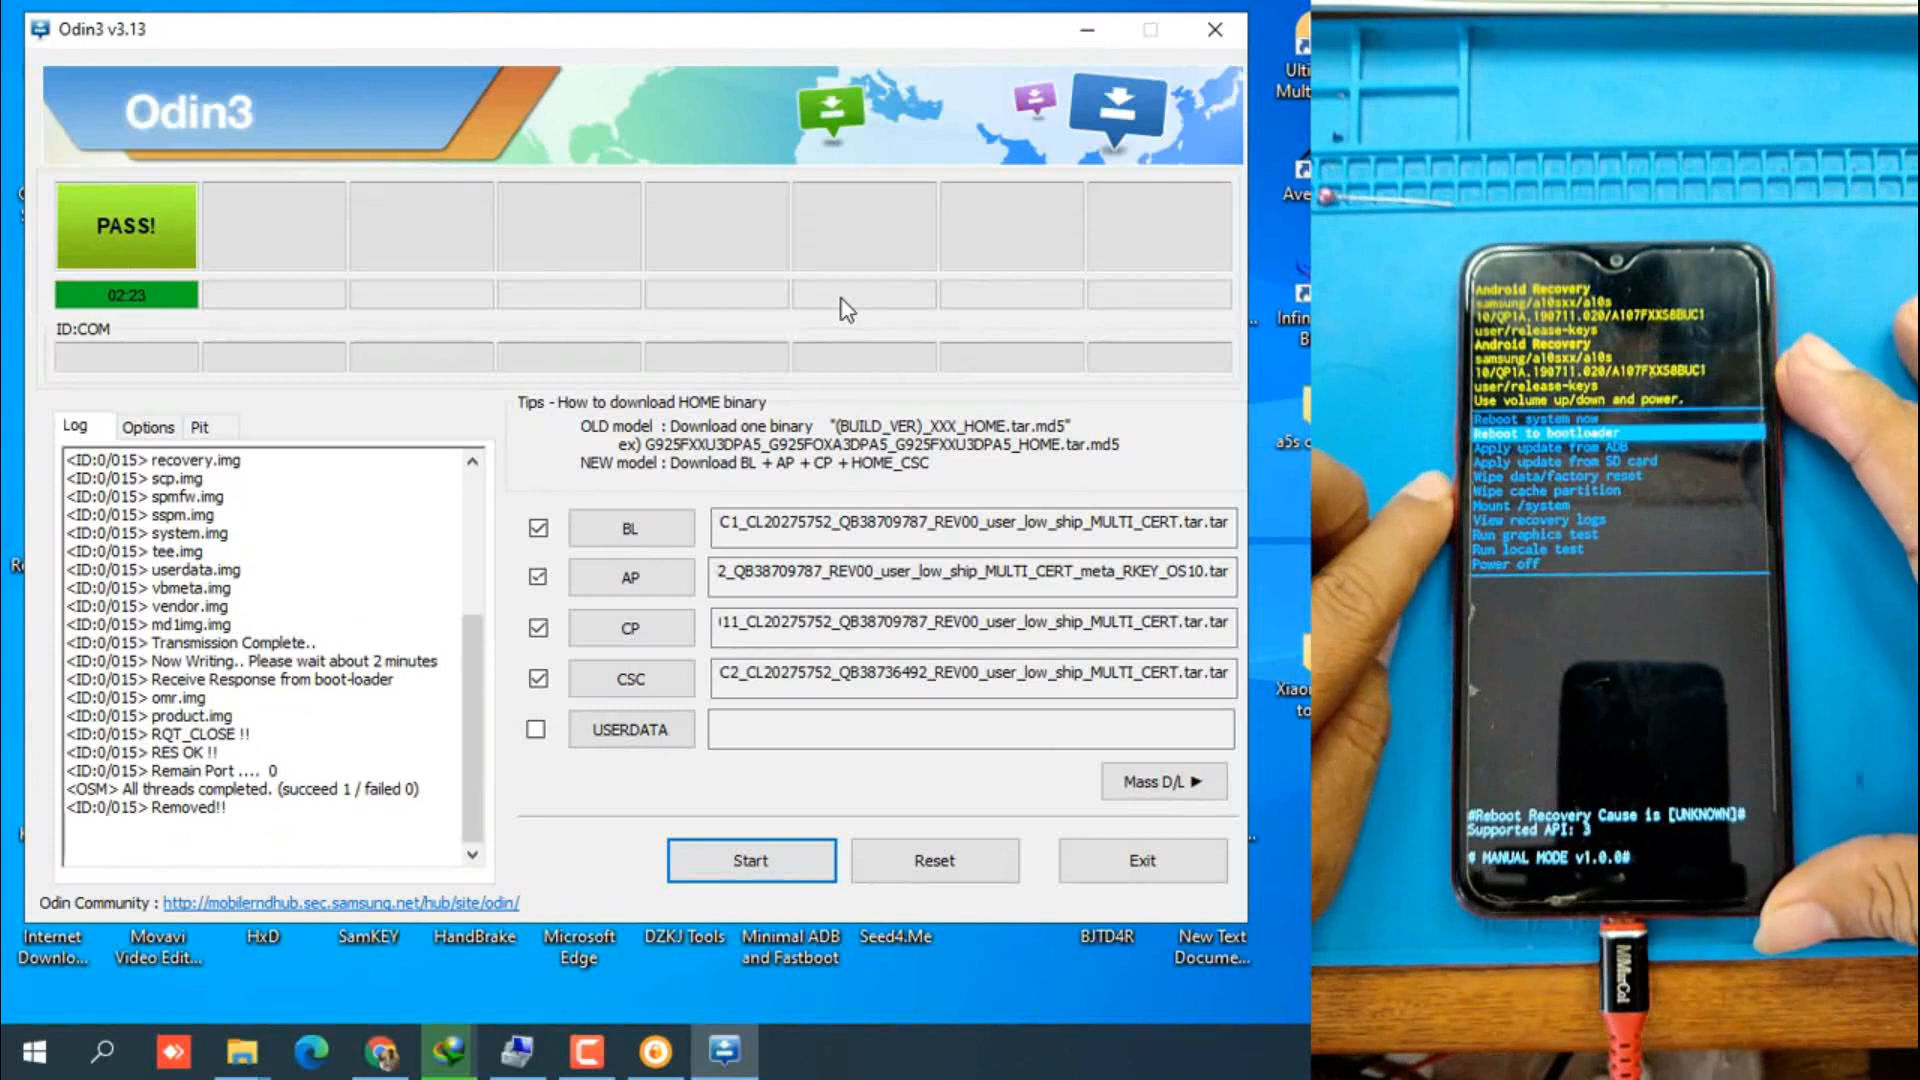 Odin3 v3.13
Odin3
PASS!
02:23
ID:COM
Log
Options
Pit
<ID:0/015> recovery.img
<ID:0/015> scp.img
<ID:0/015> spmfw.img
<ID:0/015> sspm.img
<ID:0/015> system.img
<ID:0/015> tee.img
<ID:0/015> userdata.img
<ID:0/015> vbmeta.img
<ID:0/015> vendor.img
<ID:0/015> md1img.img
<ID:0/015> Transmission Complete..
<ID:0/015> Now Writing.. Please wait about 2 minutes
<ID:0/015> Receive Response from boot-loader
<ID:0/015> omr.img
<ID:0/015> product.img
<ID:0/015> RQT_CLOSE !!
<ID:0/015> RES OK !!
<ID:0/015> Remain Port .... 0
<OSM> All threads completed. (succeed 1 / failed 0)
<ID:0/015> Removed!!
Tips - How to download HOME binary
OLD model : Download one binary "(BUILD_VER)_XXX_HOME.tar.md5"
ex) G925FXXU3DPA5_G925FOXA3DPA5_G925FXXU3DPA5_HOME.tar.md5
NEW model : Download BL + AP + CP + HOME_CSC
BL C1_CL20275752_QB38709787_REV00_user_low_ship_MULTI_CERT.tar.tar
AP 2_QB38709787_REV00_user_low_ship_MULTI_CERT_meta_RKEY_OS10.tar
CP 11_CL20275752_QB38709787_REV00_user_low_ship_MULTI_CERT.tar.tar
CSC C2_CL20275752_QB38736492_REV00_user_low_ship_MULTI_CERT.tar.tar
USERDATA
Mass D/L ►
Start
Reset
Exit
Odin Community : http://mobilerndhub.sec.samsung.net/hub/site/odin/
Internet
Downlo...
Movavi
Video Edit...
HxD
SamKEY
HandBrake
Microsoft
Edge
DZKJ Tools
Minimal ADB
and Fastboot
Seed4.Me
BJTD4R
New Text
Docume...
Ulti
Mult
Ave
Infin
B
a5s c
Xiaon
to
Android Recovery
samsung/a10sxx/a10s
10/QP1A.190711.020/A107FXXS8BUC1
user/release-keys
Android Recovery
samsung/a10sxx/a10s
10/QP1A.190711.020/A107FXXS8BUC1
user/release-keys
Use volume up/down and power.
Reboot system now
Reboot to bootloader
Apply update from ADB
Apply update from SD card
Wipe data/factory reset
Wipe cache partition
Mount /system
View recovery logs
Run graphics test
Run locale test
Power off
#Reboot Recovery Cause is [UNKNOWN]#
Supported API: 3
# MANUAL MODE v1.0.0#